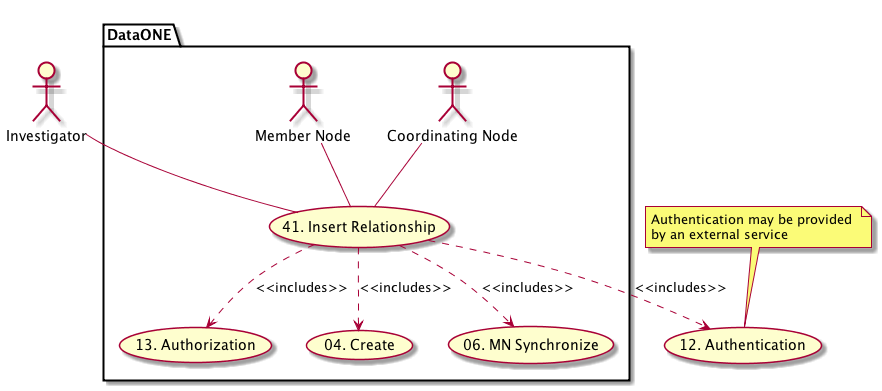 DataONE
Investigator
Member Node
Coordinating Node
41. Insert Relationship
Authentication may be provided
by an external service
<<includes>>
<<includes>>
<<includes>>
<<includes>>
13. Authorization
04. Create
06. MN Synchronize
12. Authentication